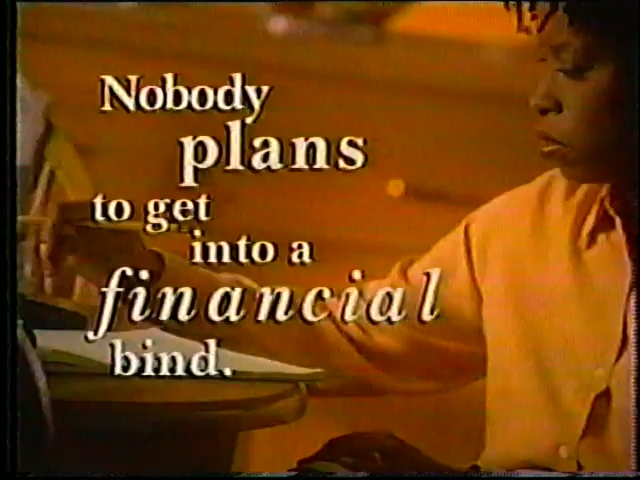 Nobody
plans
to get
into a
financial
bind.